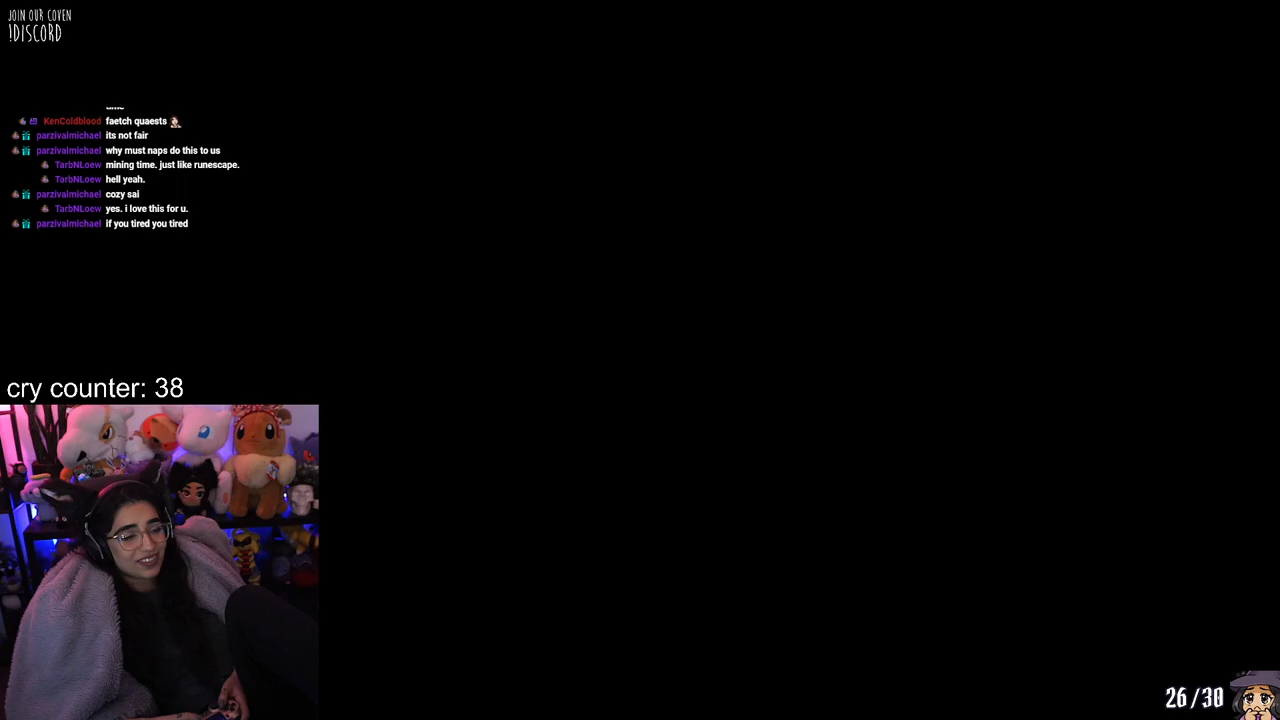 JOIN OUR COVEN
!DISCORD
KenColdblood faetch quaests
parzivalmichael its not fair
parzivalmichael why must naps do this to us
TarbNLoew mining time. just like runescape.
TarbNLoew hell yeah.
parzivalmichael cozy sai
TarbNLoew yes. i love this for u.
parzivalmichael if you tired you tired
cry counter: 38
26/30